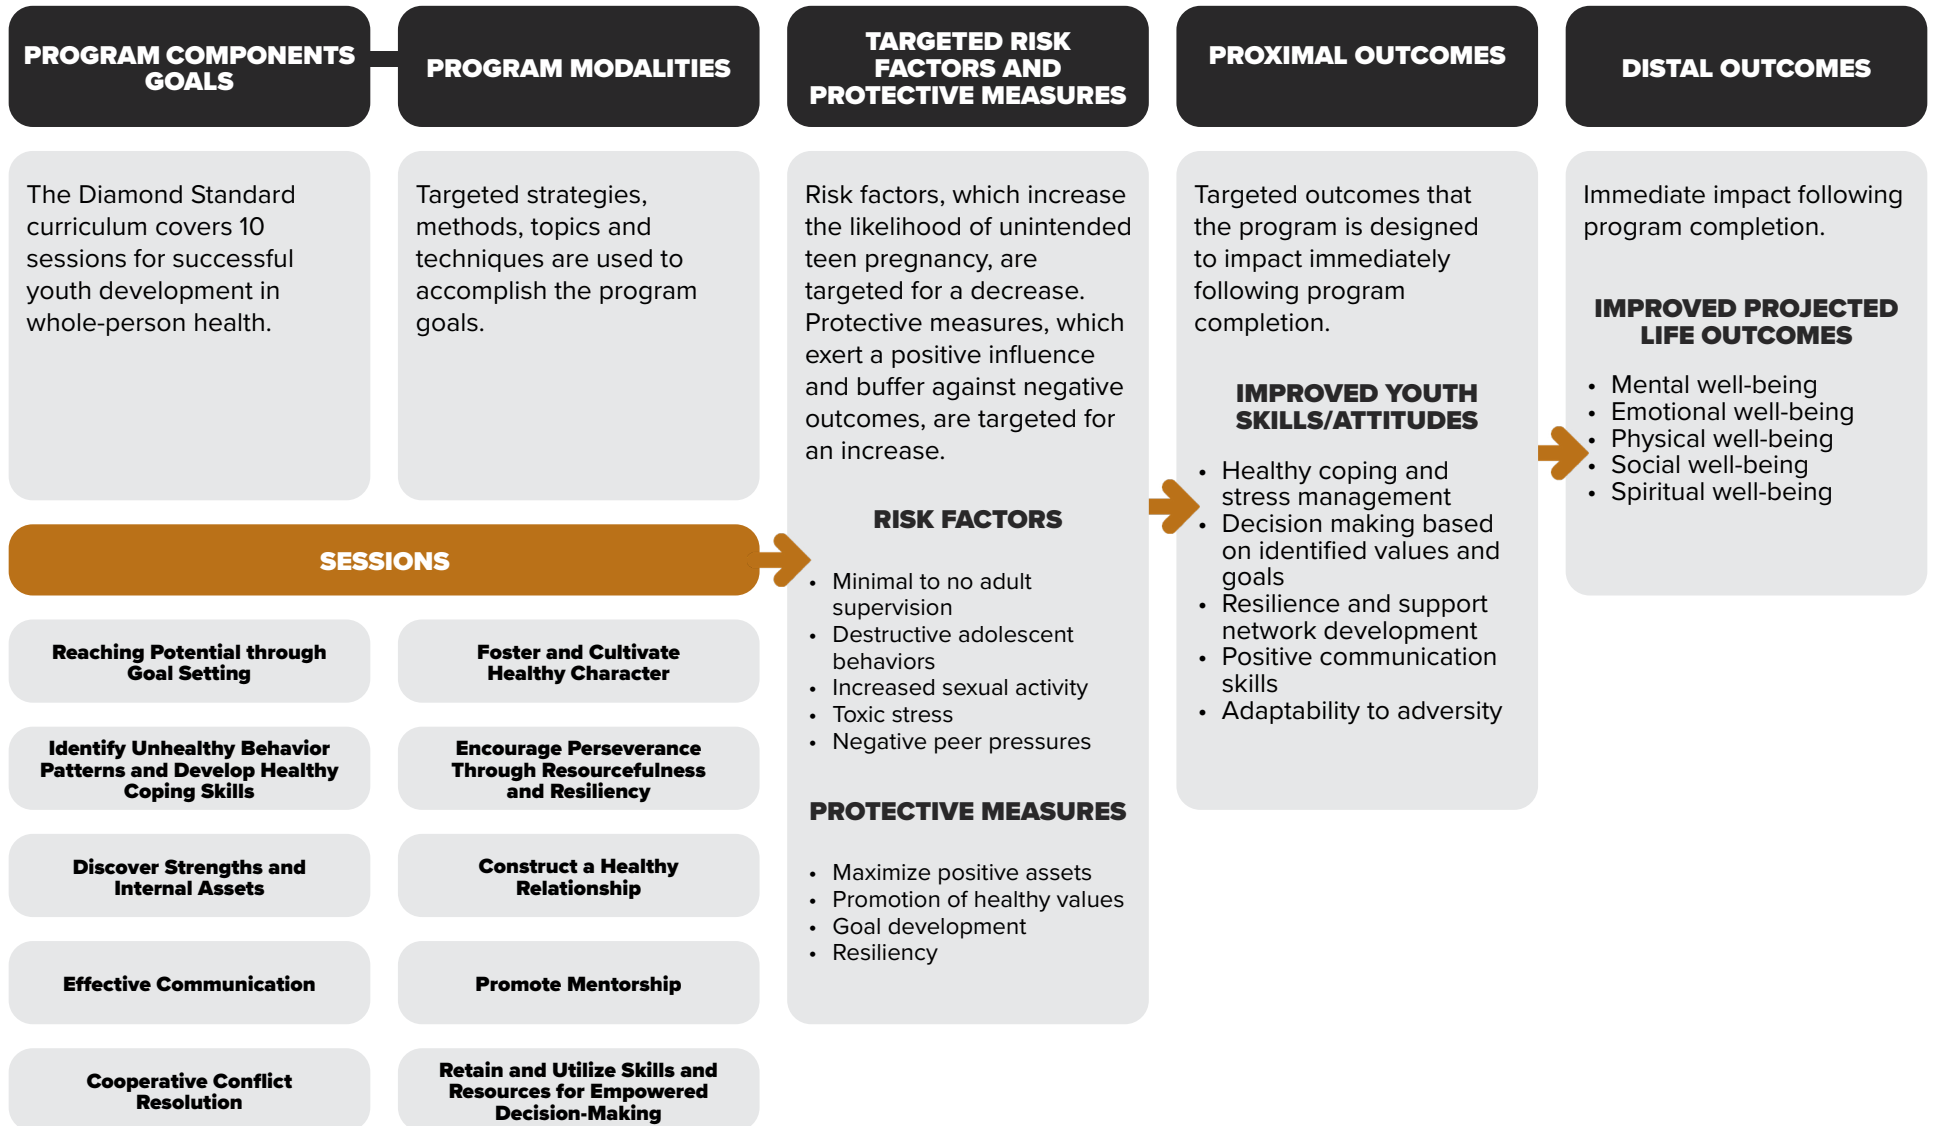 PROGRAM COMPONENTS
GOALS
PROGRAM MODALITIES
TARGETED RISK
FACTORS AND
PROTECTIVE MEASURES
PROXIMAL OUTCOMES
DISTAL OUTCOMES
The Diamond Standard
curriculum covers 10
sessions for successful
youth development in
whole-person health.
Targeted strategies,
methods, topics and
techniques are used to
accomplish the program
goals.
SESSIONS
Reaching Potential through
Goal Setting
Foster and Cultivate
Healthy Character
Identify Unhealthy Behavior
Patterns and Develop Healthy
Coping Skills
Encourage Perseverance
Through Resourcefulness
and Resiliency
Discover Strengths and
Internal Assets
Construct a Healthy
Relationship
Effective Communication
Promote Mentorship
Cooperative Conflict
Resolution
Retain and Utilize Skills and
Resources for Empowered
Decision-Making
Risk factors, which increase
the likelihood of unintended
teen pregnancy, are
targeted for a decrease.
Protective measures, which
exert a positive influence
and buffer against negative
outcomes, are targeted for
an increase.
RISK FACTORS
• Minimal to no adult
supervision
• Destructive adolescent
behaviors
• Increased sexual activity
• Toxic stress
• Negative peer pressures
PROTECTIVE MEASURES
• Maximize positive assets
• Promotion of healthy values
• Goal development
• Resiliency
Targeted outcomes that
the program is designed
to impact immediately
following program
completion.
IMPROVED YOUTH
SKILLS/ATTITUDES
• Healthy coping and
stress management
• Decision making based
on identified values and
goals
• Resilience and support
network development
• Positive communication
skills
• Adaptability to adversity
Immediate impact following
program completion.
IMPROVED PROJECTED
LIFE OUTCOMES
• Mental well-being
• Emotional well-being
• Physical well-being
• Social well-being
• Spiritual well-being